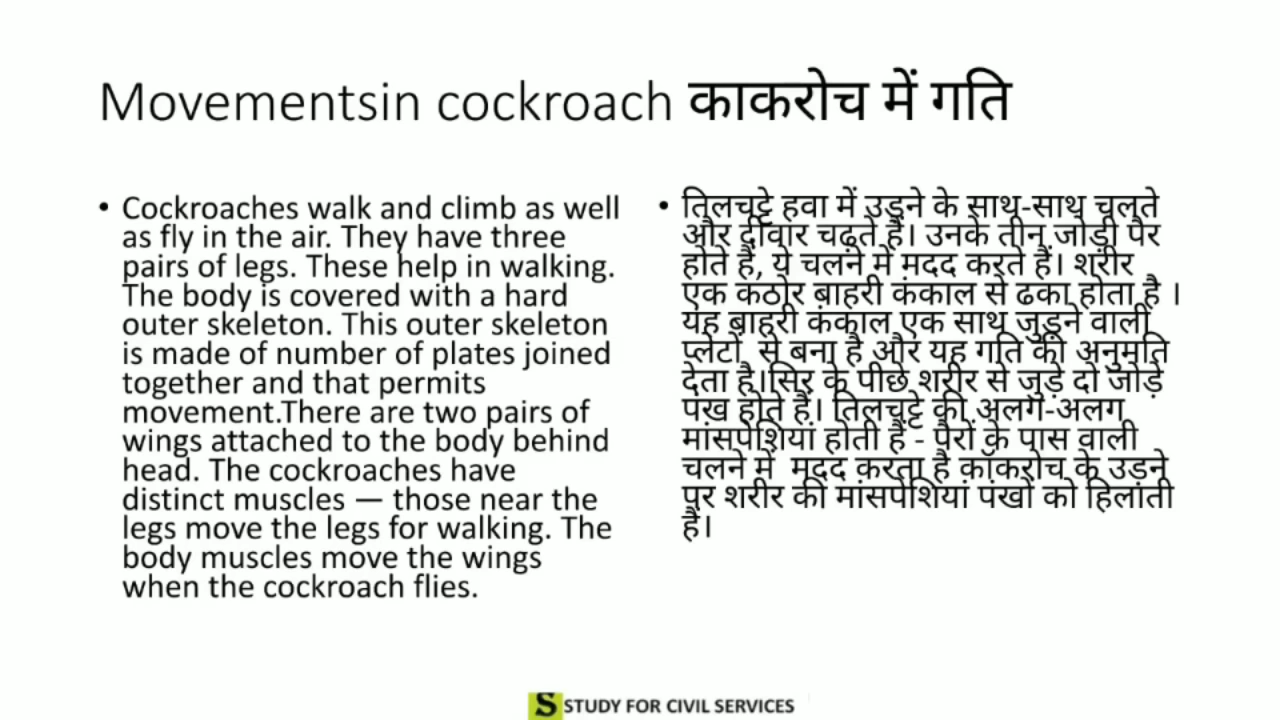 Movementsin cockroach काकरोच में गति
• Cockroaches walk and climb as well
as fly in the air. They have three
pairs of legs. These help in walking.
The body is covered with a hard
outer skeleton. This outer skeleton
is made of number of plates joined
together and that permits
movement.There are two pairs of
wings attached to the body behind
head. The cockroaches have
distinct muscles — those near the
legs move the legs for walking. The
body muscles move the wings
when the cockroach flies.
• तिलचट्टे हवा में उड़ने के साथ-साथ चलते
और दीवार चढ़ते हैं। उनके तीन जोड़ी पैर
होते हैं, ये चलने में मदद करते हैं। शरीर
एक कठोर बाहरी कंकाल से ढका होता है ।
यह बाहरी कंकाल एक साथ जुड़ने वाली
प्लेटों से बना है और यह गति की अनुमति
देता है।सिर के पीछे शरीर से जुड़े दो जोड़े
पंख होते हैं। तिलचट्टे की अलग-अलग
मांसपेशियां होती हैं - पैरों के पास वाली
चलने में मदद करता है कॉकरोच के उड़ने
पर शरीर की मांसपेशियां पंखों को हिलाती
हैं।
S STUDY FOR CIVIL SERVICES